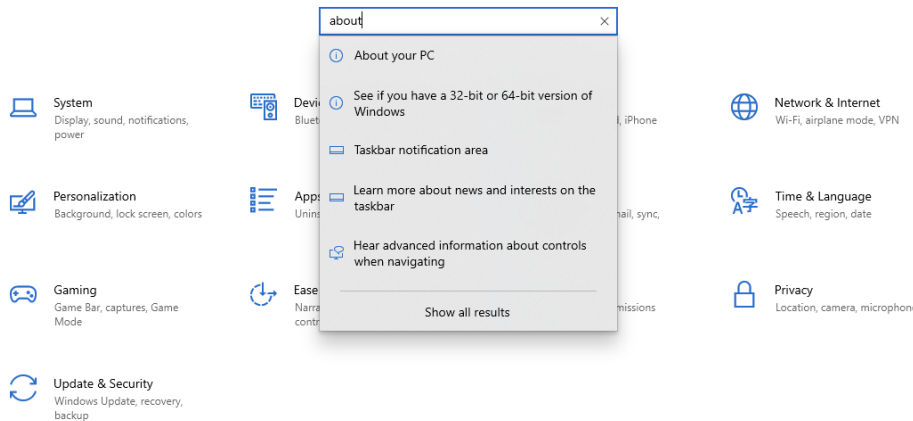 about
About your PC
See if you have a 32-bit or 64-bit version of
Windows
Taskbar notification area
Learn more about news and interests on the
taskbar
Hear advanced information about controls
when navigating
Show all results
System
Display, sound, notifications,
power
Network & Internet
Wi-Fi, airplane mode, VPN
iPhone
Personalization
Background, lock screen, colors
Apps
sync,
Time & Language
Speech, region, date
Gaming
Game Bar, captures, Game
Mode
Ease
Privacy
Location, camera, microphone
Update & Security
Windows Update, recovery,
backup